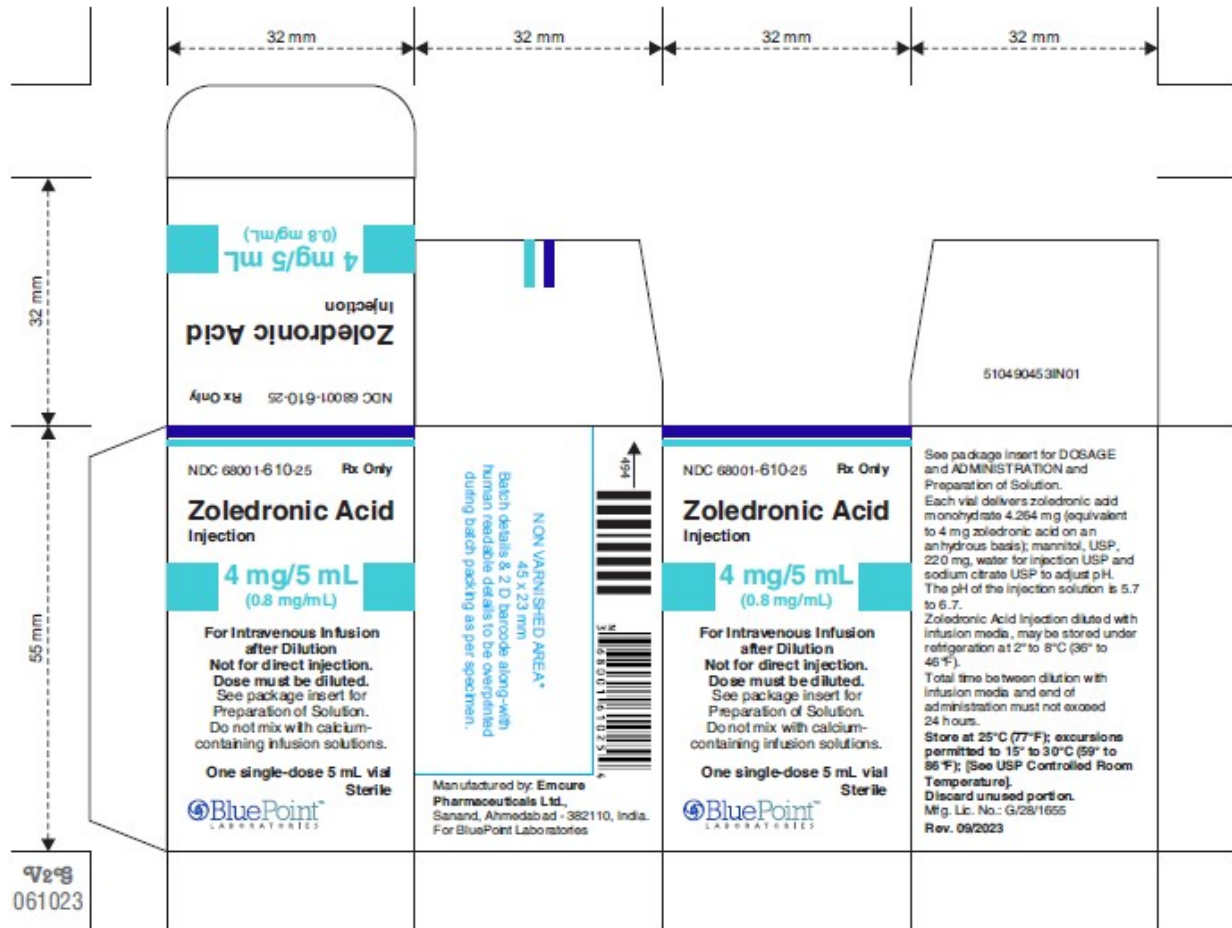 32 mm
32 mm
32 mm
32 mm
32 mm
55 mm
4 mg/5 mL
(0.8 mg/mL)
Zoledronic Acid
Injection
NDC 68001-610-25 Rx Only
510490453IN01
NDC 68001-610-25 Rx Only
Zoledronic Acid
Injection
4 mg/5 mL
(0.8 mg/mL)
For Intravenous Infusion
after Dilution
Not for direct injection.
Dose must be diluted.
See package insert for
Preparation of Solution.
Do not mix with calcium-
containing infusion solutions.
One single-dose 5 mL vial
Sterile
BluePoint™
LABORATORIES
NON VARNISHED AREA*
45 x 23 mm
Batch details & 2 D barcode along-with
human readable details to be overprinted
during batch packing as per specimen.
494
N
3 68001 61025 4
Manufactured by: Emcure
Pharmaceuticals Ltd.,
Sanand, Ahmedabad - 382110, India.
For BluePoint Laboratories
NDC 68001-610-25 Rx Only
Zoledronic Acid
Injection
4 mg/5 mL
(0.8 mg/mL)
For Intravenous Infusion
after Dilution
Not for direct injection.
Dose must be diluted.
See package insert for
Preparation of Solution.
Do not mix with calcium-
containing infusion solutions.
One single-dose 5 mL vial
Sterile
BluePoint™
LABORATORIES
See package insert for DOSAGE
and ADMINISTRATION and
Preparation of Solution.
Each vial delivers zoledronic acid
monohydrate 4.264 mg (equivalent
to 4 mg zoledronic acid on an
anhydrous basis); mannitol, USP,
220 mg, water for injection USP and
sodium citrate USP to adjust pH.
The pH of the injection solution is 5.7
to 6.7.
Zoledronic Acid Injection diluted with
infusion media, may be stored under
refrigeration at 2° to 8°C (36° to
46°F).
Total time between dilution with
infusion media and end of
administration must not exceed
24 hours.
Store at 25°C (77°F); excursions
permitted to 15° to 30°C (59° to
86°F); [See USP Controlled Room
Temperature].
Discard unused portion.
Mfg. Lic. No.: G/28/1655
Rev. 09/2023
061023